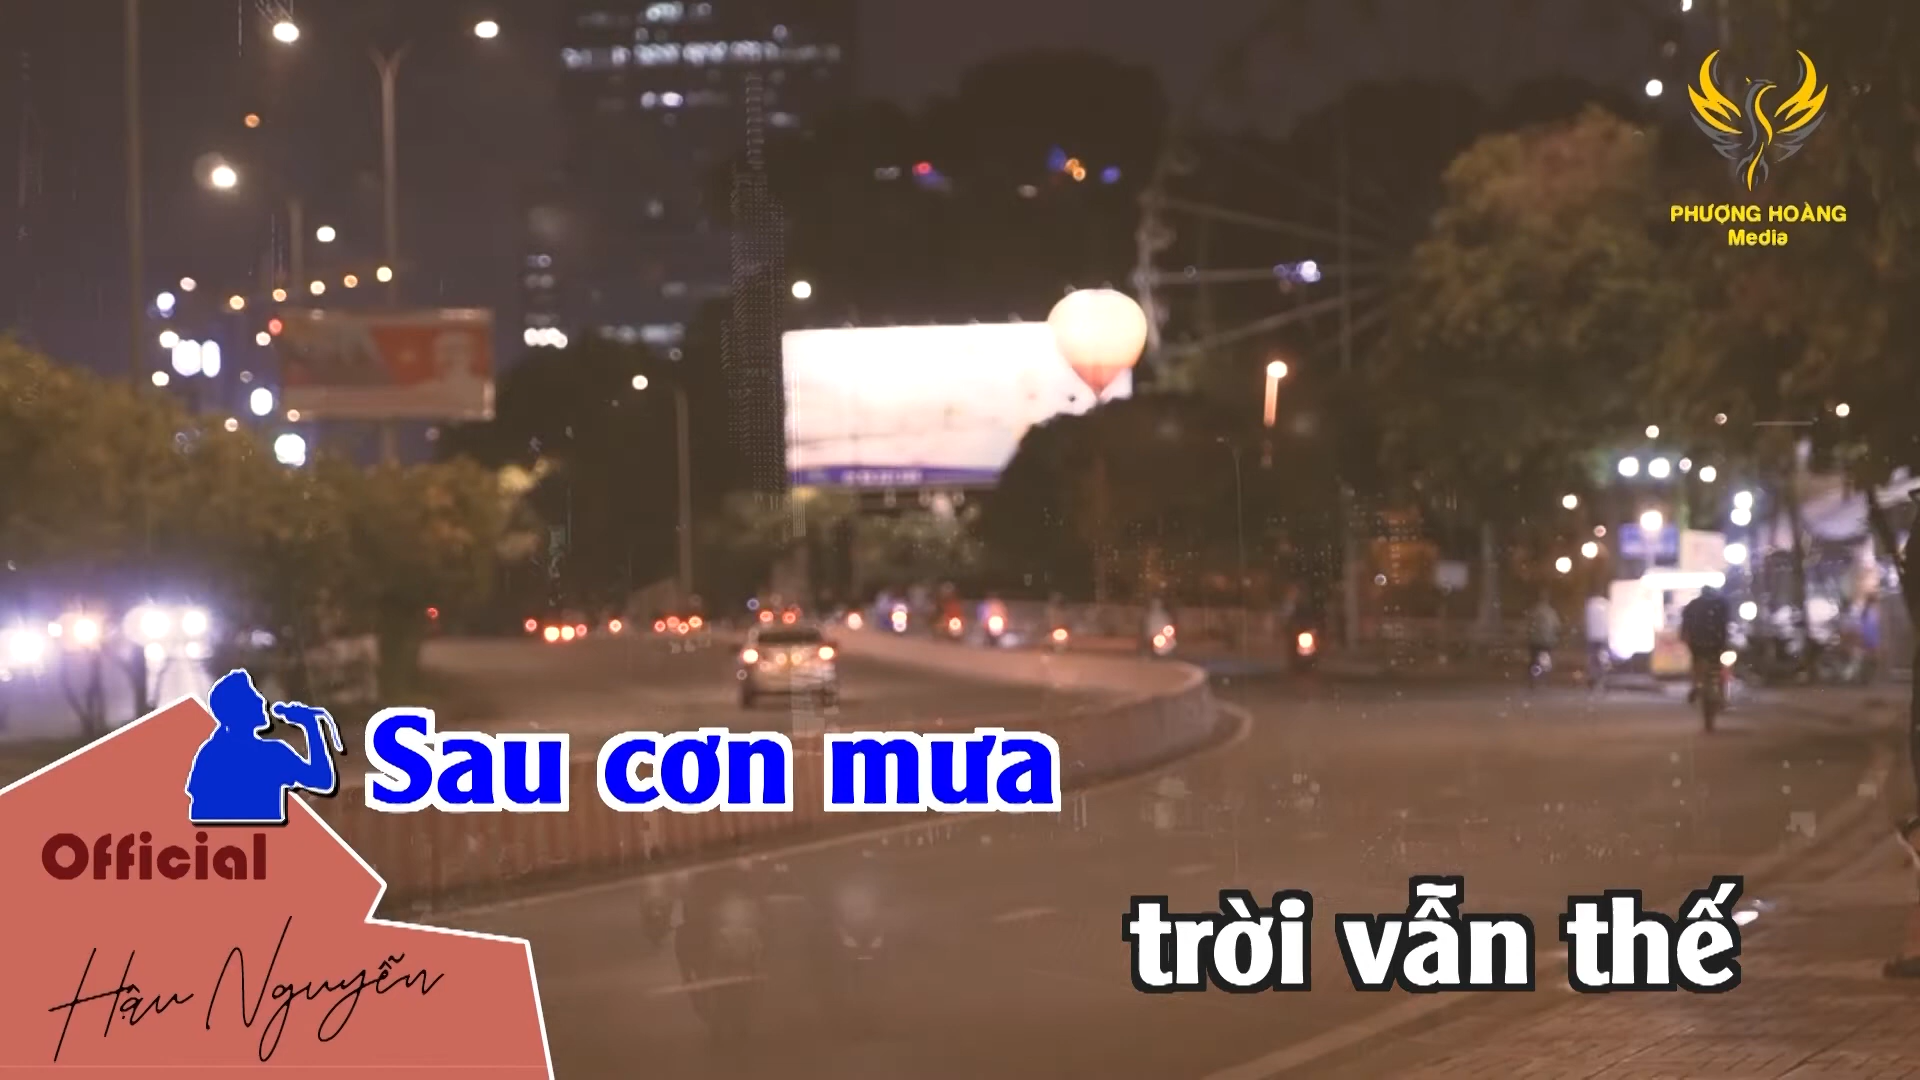 PHƯỢNG HOÀNG
Media
Sau cơn mưa
Official
trời vẫn thế
Hậu Nguyễn